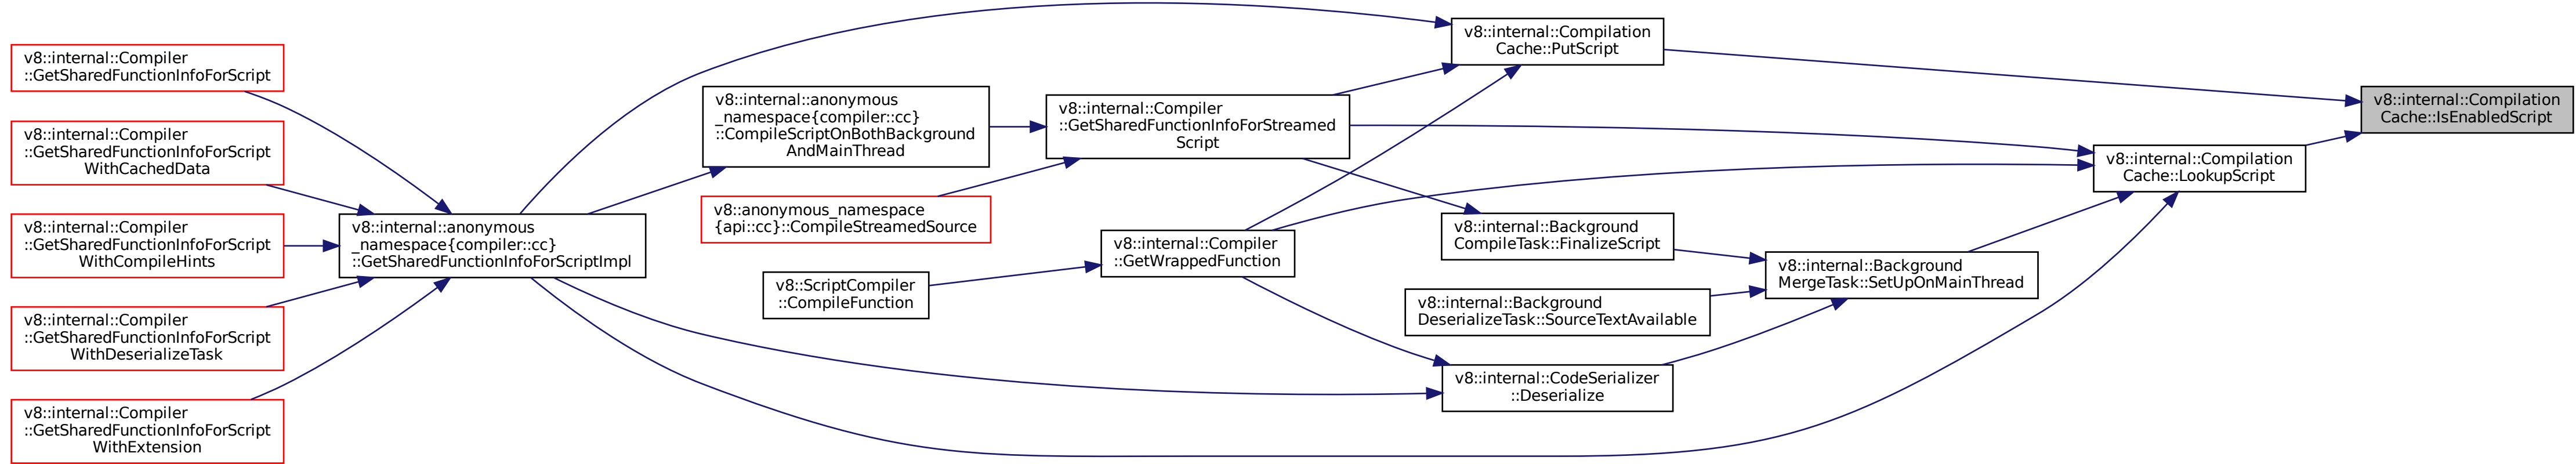 v8::internal::Compiler
::GetSharedFunctionInfoForScript
v8::internal::Compiler
::GetSharedFunctionInfoForScript
WithCachedData
v8::internal::Compiler
::GetSharedFunctionInfoForScript
WithCompileHints
v8::internal::Compiler
::GetSharedFunctionInfoForScript
WithDeserializeTask
v8::internal::Compiler
::GetSharedFunctionInfoForScript
WithExtension
v8::internal::anonymous
_namespace{compiler::cc}
::GetSharedFunctionInfoForScriptImpl
v8::internal::anonymous
_namespace{compiler::cc}
::CompileScriptOnBothBackground
AndMainThread
v8::anonymous_namespace
{api::cc}::CompileStreamedSource
v8::ScriptCompiler
::CompileFunction
v8::internal::Compiler
::GetSharedFunctionInfoForStreamed
Script
v8::internal::Compiler
::GetWrappedFunction
v8::internal::Compilation
Cache::PutScript
v8::internal::Background
CompileTask::FinalizeScript
v8::internal::Background
DeserializeTask::SourceTextAvailable
v8::internal::CodeSerializer
::Deserialize
v8::internal::Background
MergeTask::SetUpOnMainThread
v8::internal::Compilation
Cache::LookupScript
v8::internal::Compilation
Cache::IsEnabledScript